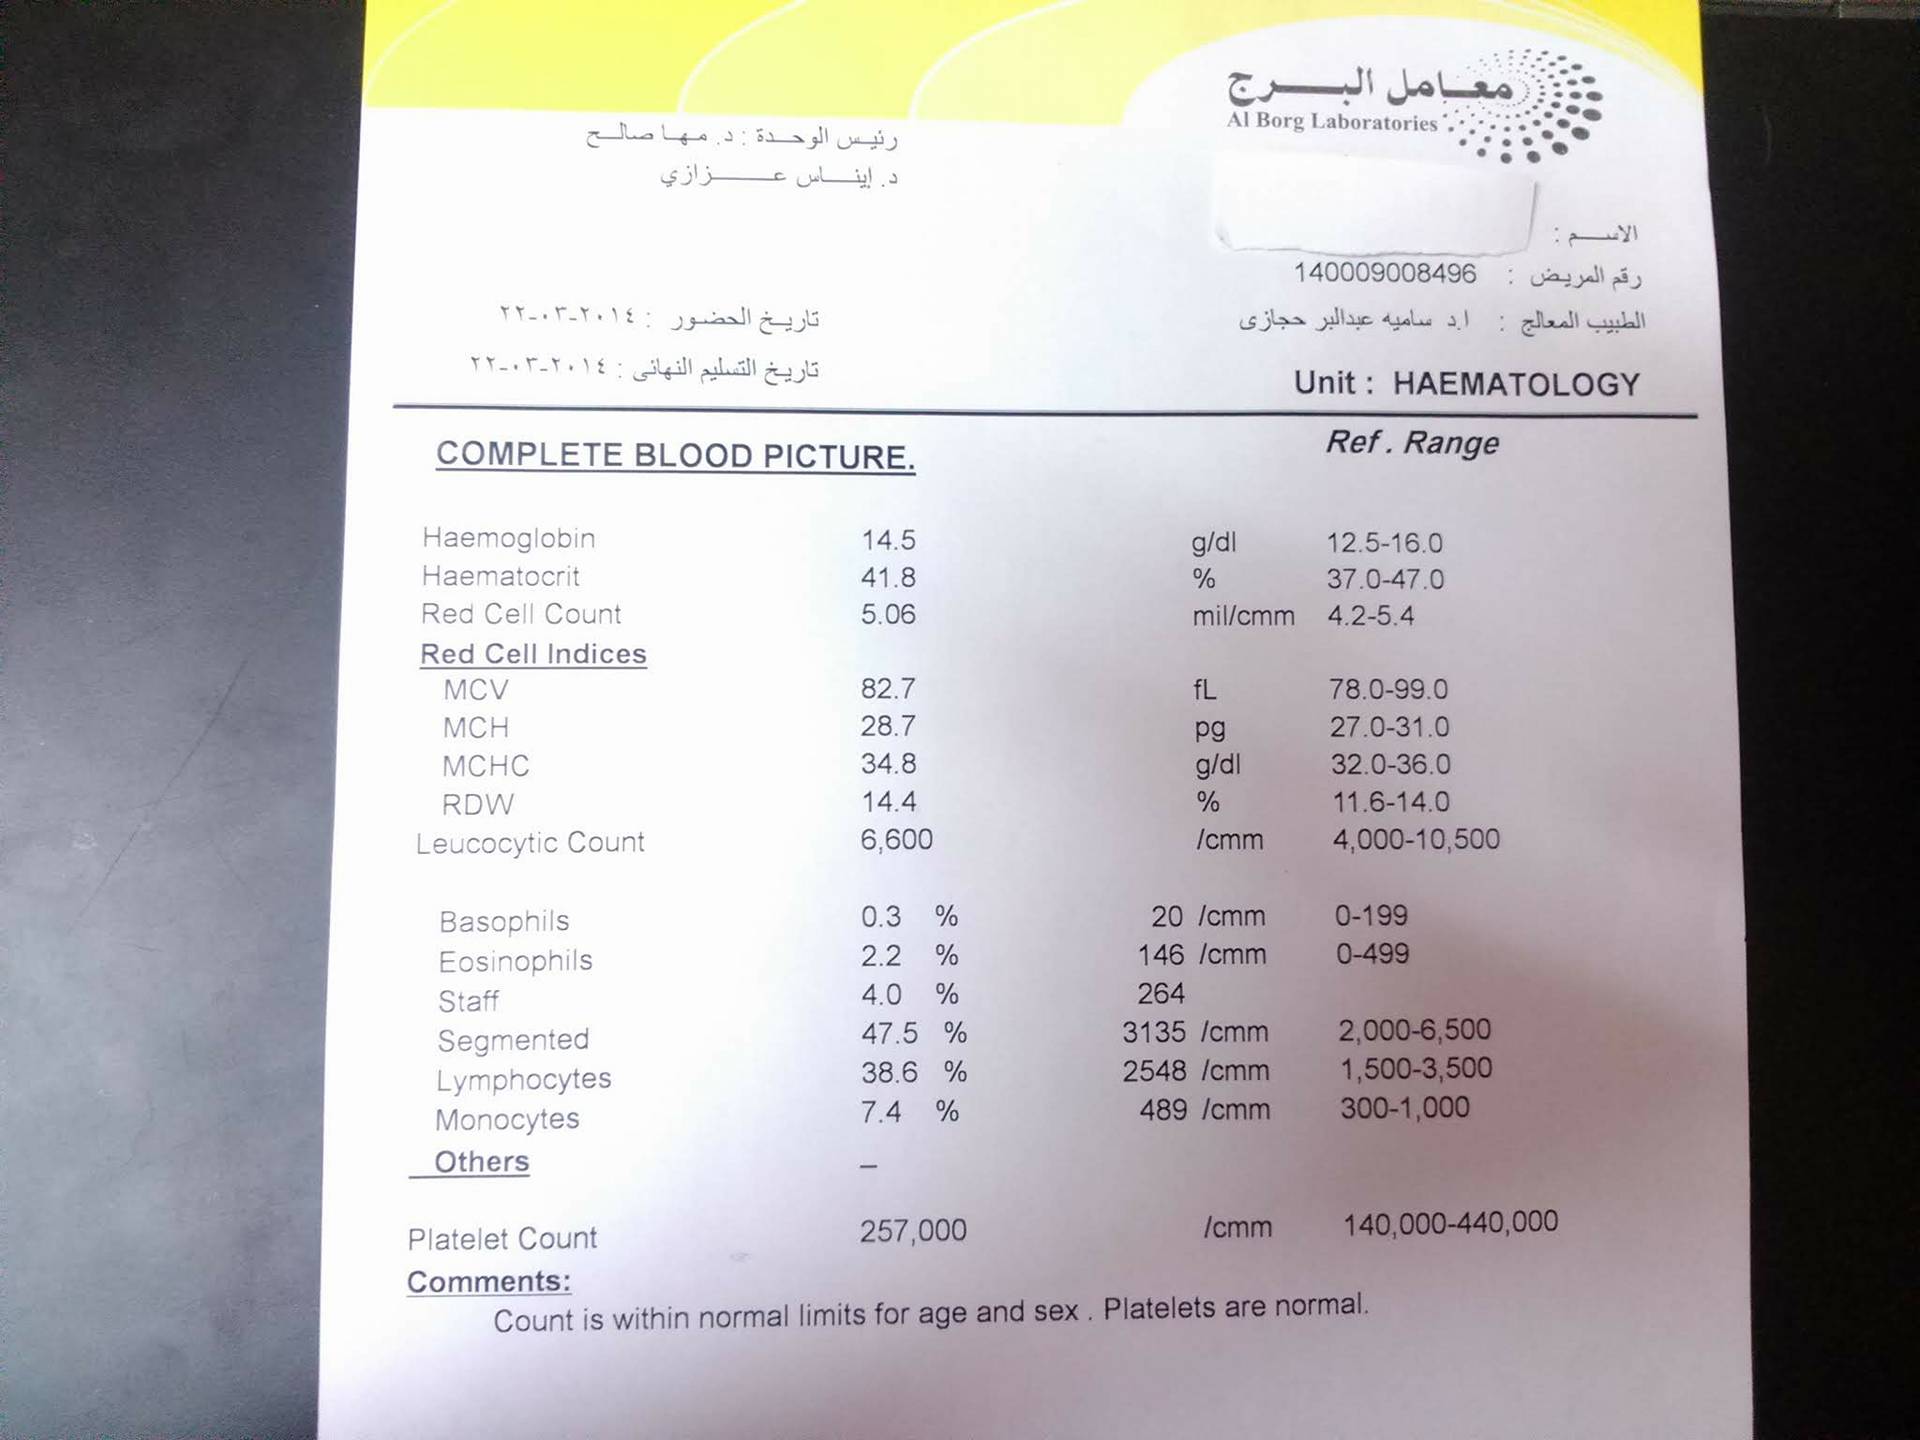 معامل البرج
Al Borg Laboratories
رئيس الوحدة : د. مها صالح
د. إيناس عزازي
الاسم :
رقم المريض : 140009008496
الطبيب المعالج : ا.د ساميه عبدالبر حجازى
تاريخ الحضور : ٢٢-٠٣-٢٠١٤
تاريخ التسليم النهائى : ٢٢-٠٣-٢٠١٤
Unit : HAEMATOLOGY
COMPLETE BLOOD PICTURE. Ref . Range
Haemoglobin 14.5 g/dl 12.5-16.0
Haematocrit 41.8 % 37.0-47.0
Red Cell Count 5.06 mil/cmm 4.2-5.4
Red Cell Indices
MCV 82.7 fL 78.0-99.0
MCH 28.7 pg 27.0-31.0
MCHC 34.8 g/dl 32.0-36.0
RDW 14.4 % 11.6-14.0
Leucocytic Count 6,600 /cmm 4,000-10,500
Basophils 0.3 % 20 /cmm 0-199
Eosinophils 2.2 % 146 /cmm 0-499
Staff 4.0 % 264
Segmented 47.5 % 3135 /cmm 2,000-6,500
Lymphocytes 38.6 % 2548 /cmm 1,500-3,500
Monocytes 7.4 % 489 /cmm 300-1,000
Others –
Platelet Count 257,000 /cmm 140,000-440,000
Comments:
Count is within normal limits for age and sex . Platelets are normal.